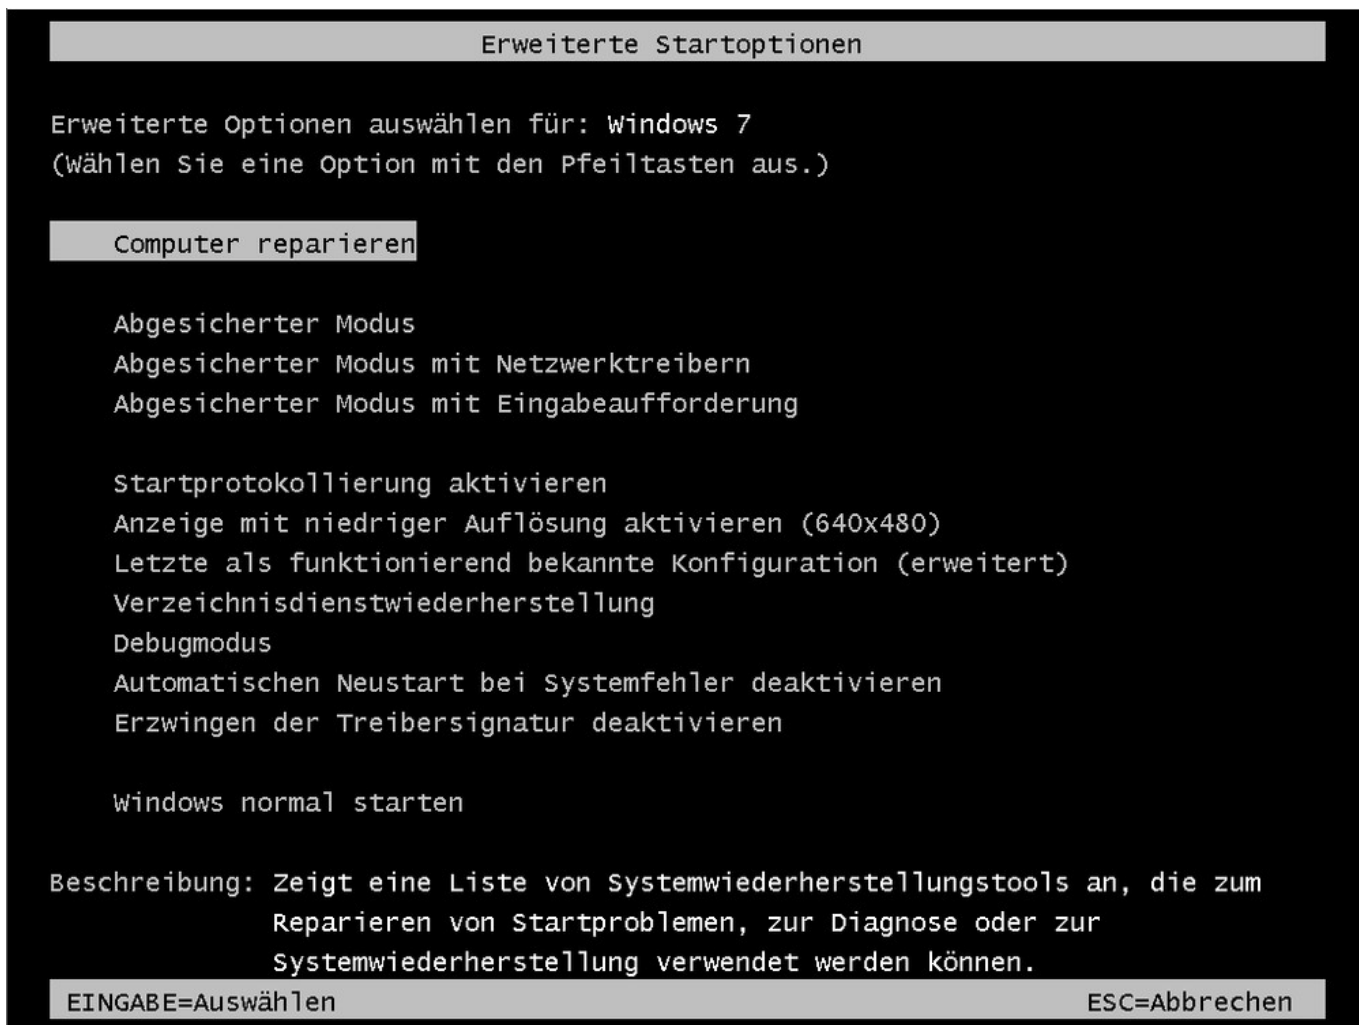 Erweiterte Startoptionen
Erweiterte Optionen auswählen für: Windows 7
(Wählen Sie eine Option mit den Pfeiltasten aus.)
Computer reparieren
Abgesicherter Modus
Abgesicherter Modus mit Netzwerktreibern
Abgesicherter Modus mit Eingabeaufforderung
Startprotokollierung aktivieren
Anzeige mit niedriger Auflösung aktivieren (640x480)
Letzte als funktionierend bekannte Konfiguration (erweitert)
Verzeichnisdienstwiederherstellung
Debugmodus
Automatischen Neustart bei Systemfehler deaktivieren
Erzwingen der Treibersignatur deaktivieren
Windows normal starten
Beschreibung: Zeigt eine Liste von Systemwiederherstellungstools an, die zum
Reparieren von Startproblemen, zur Diagnose oder zur
Systemwiederherstellung verwendet werden können.
EINGABE=Auswählen ESC=Abbrechen